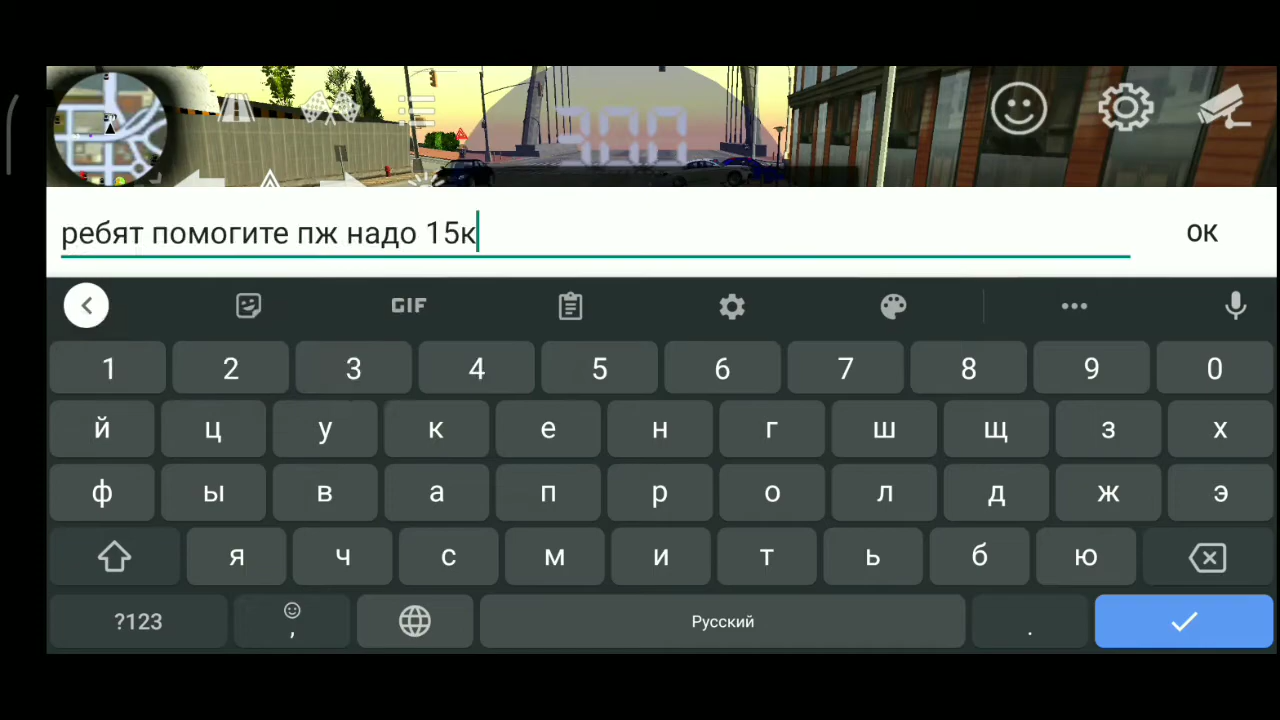 ребят помогите пж надо 15к
ОК
GIF
1 2 3 4 5 6 7 8 9 0
й ц у к е н г ш щ з х
ф ы в а п р о л д ж э
я ч с м и т ь б ю
?123 , Русский .